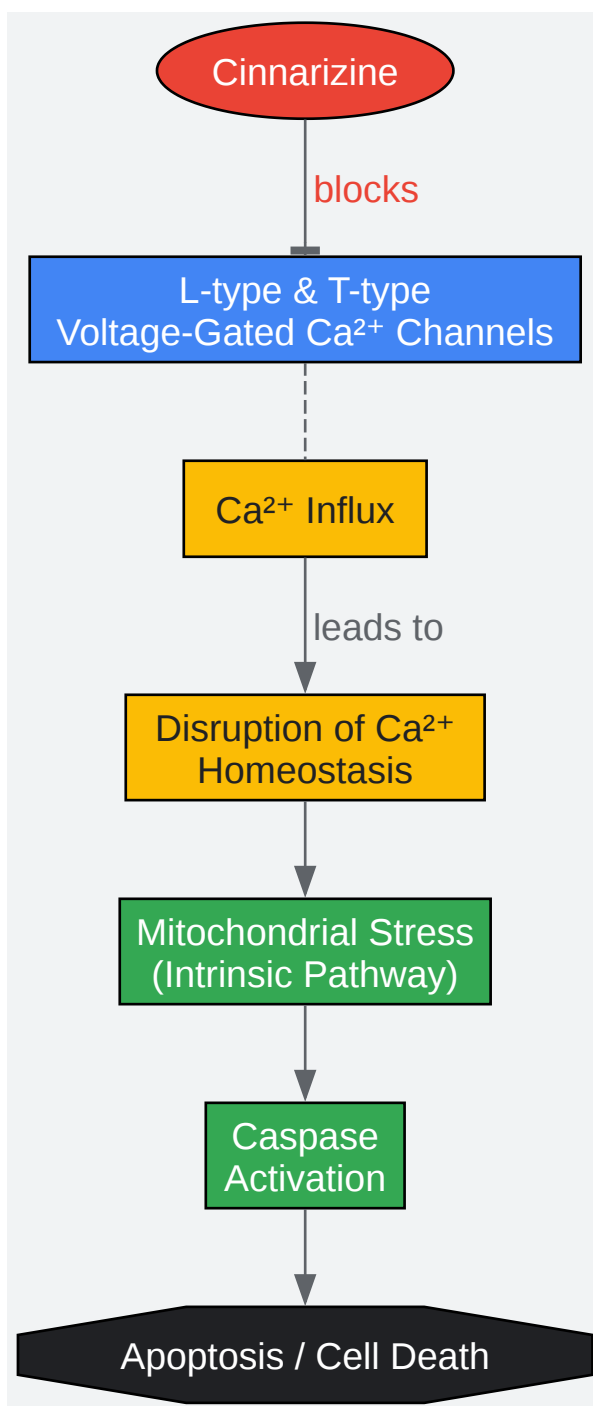 Cinnarizine
blocks
L-type & T-type
Voltage-Gated Ca²⁺ Channels
Ca²⁺ Influx
leads to
Disruption of Ca²⁺
Homeostasis
Mitochondrial Stress
(Intrinsic Pathway)
Caspase
Activation
Apoptosis / Cell Death